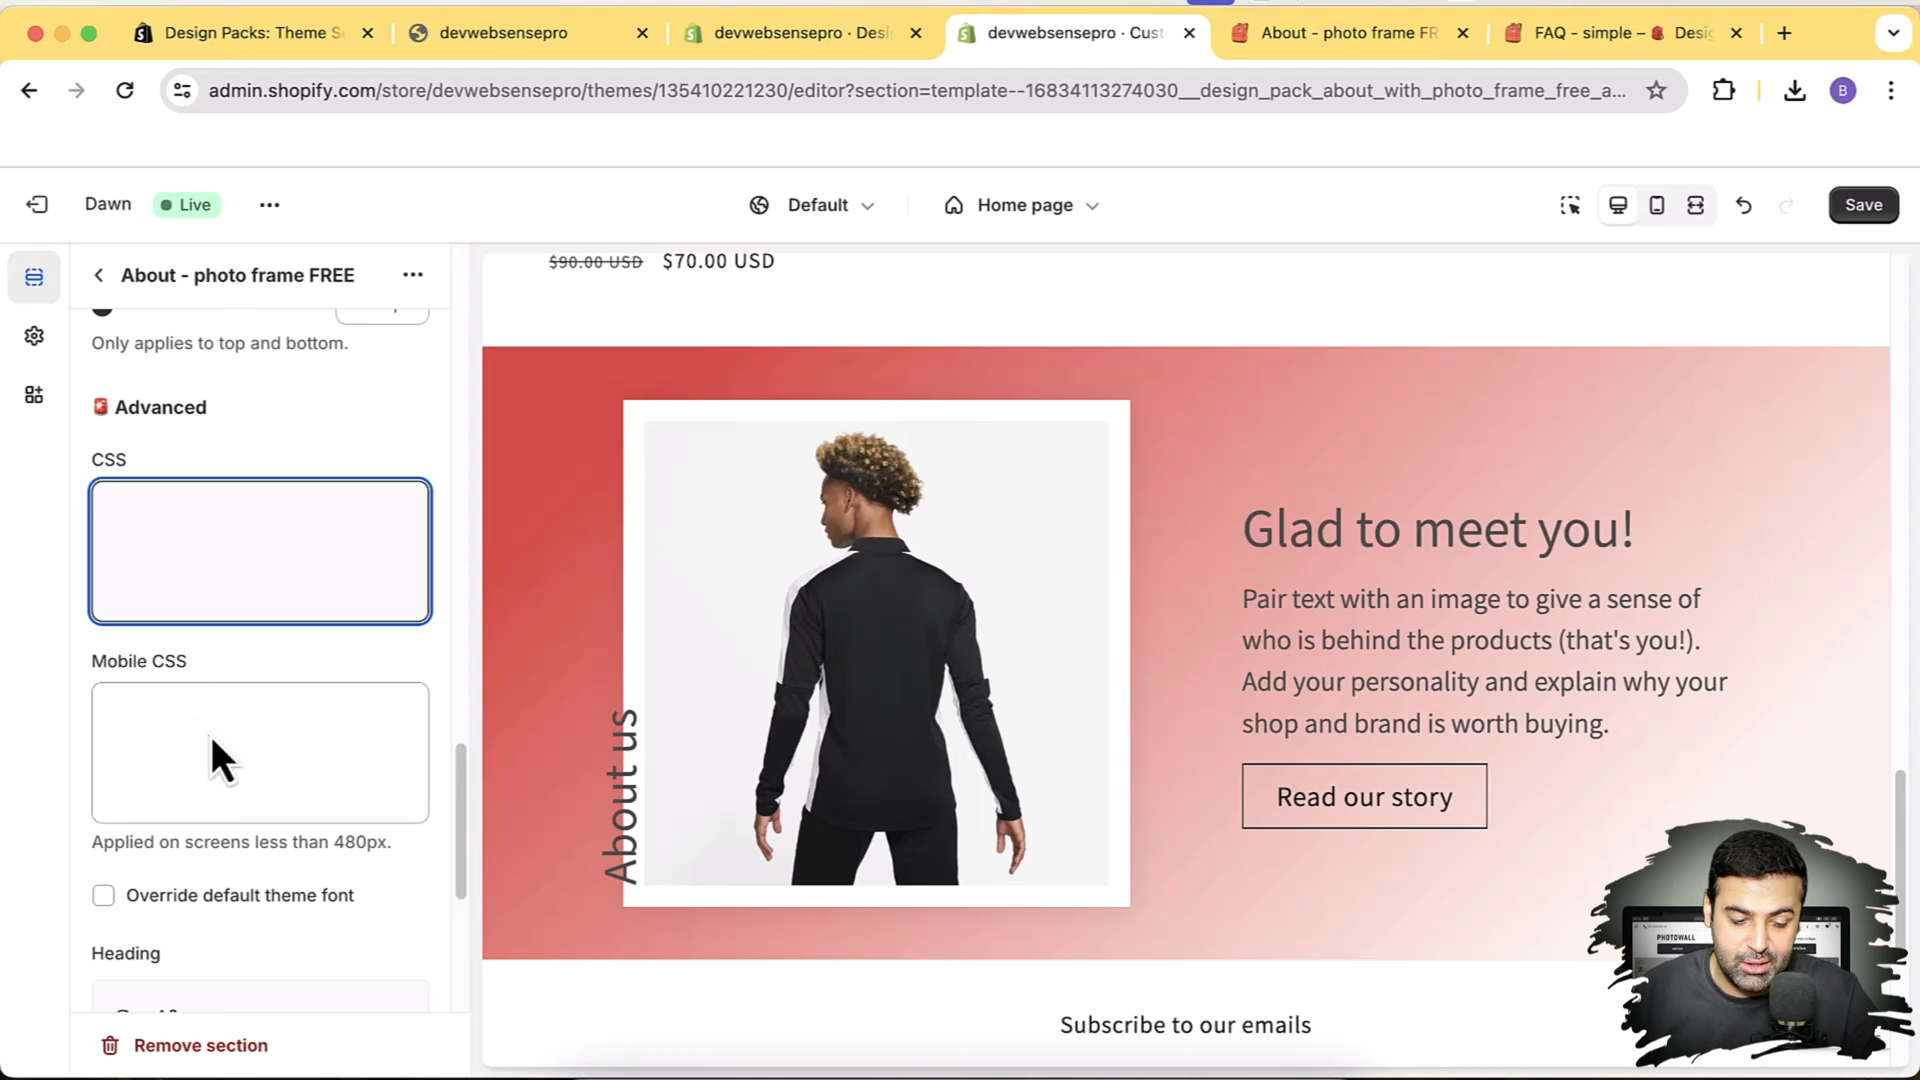 Design Packs: Theme S
devwebsensepro
devwebsensepro · Desi
devwebsensepro · Cust
About - photo frame FR
FAQ - simple – Desi
admin.shopify.com/store/devwebsensepro/themes/135410221230/editor?section=template--16834113274030__design_pack_about_with_photo_frame_free_a...
B
Dawn
Live
Default
Home page
Save
About - photo frame FREE
Only applies to top and bottom.
Advanced
CSS
Mobile CSS
Applied on screens less than 480px.
Override default theme font
Heading
Remove section
$90.00 USD $70.00 USD
About us
Glad to meet you!
Pair text with an image to give a sense of
who is behind the products (that's you!).
Add your personality and explain why your
shop and brand is worth buying.
Read our story
Subscribe to our emails
PHOTOWALL